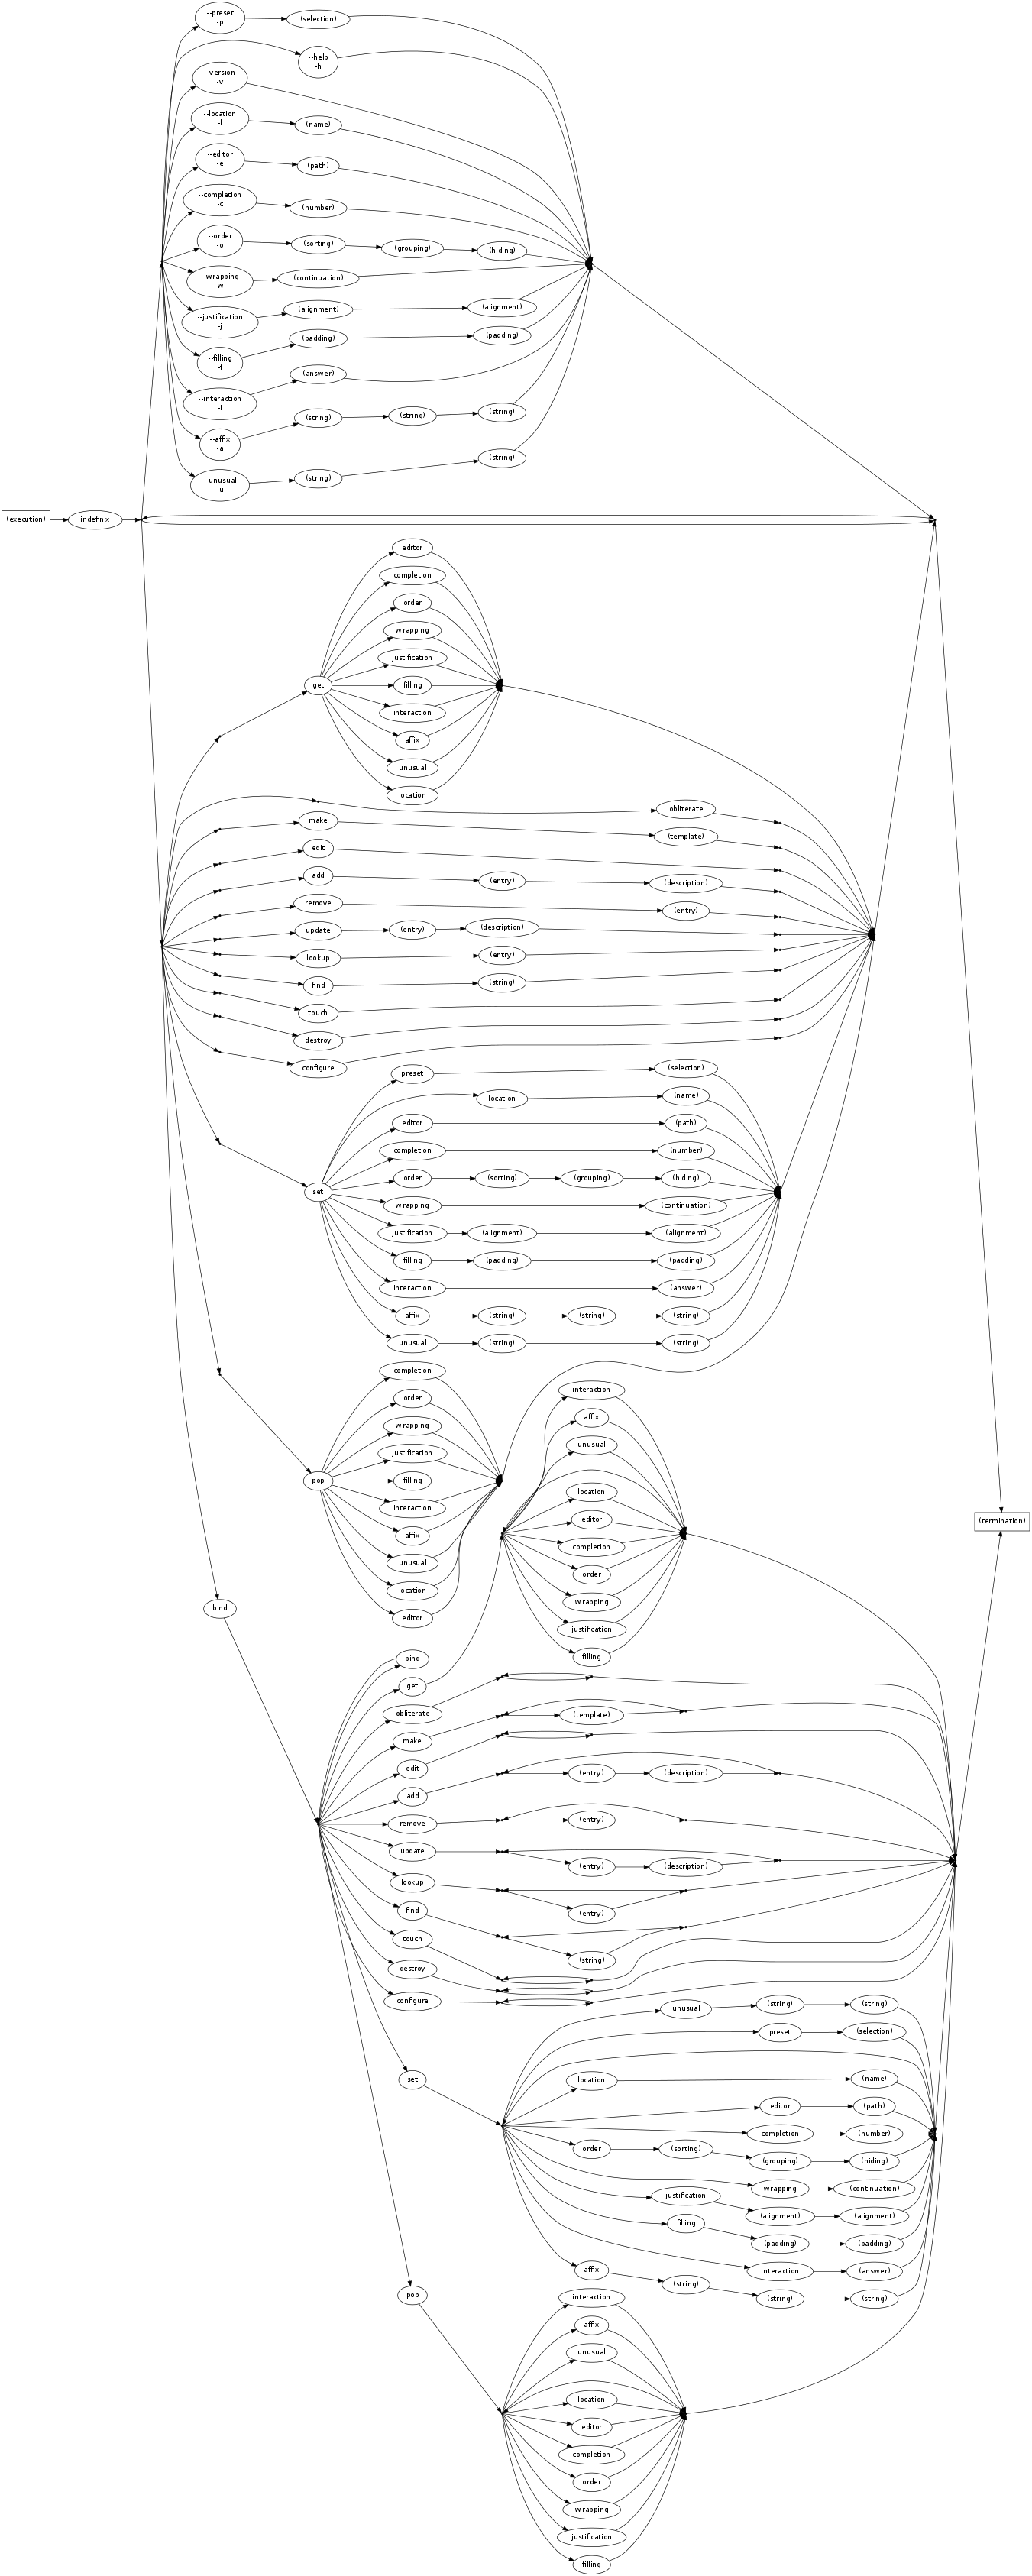 --preset
-p
(selection)
--help
-h
--version
-v
--location
-l
(name)
--editor
-e
(path)
--completion
-c
(number)
--order
-o
(sorting)
(grouping)
(hiding)
--wrapping
-w
(continuation)
--justification
-j
(alignment)
(alignment)
--filling
-f
(padding)
(padding)
--interaction
-i
(answer)
--affix
-a
(string)
(string)
(string)
--unusual
-u
(string)
(string)
(execution)
indefinix
editor
completion
order
wrapping
justification
get
filling
interaction
affix
unusual
location
obliterate
make
(template)
edit
add
(entry)
(description)
remove
(entry)
update
(entry)
(description)
lookup
(entry)
find
(string)
touch
destroy
configure
preset
(selection)
location
(name)
editor
(path)
completion
(number)
set
order
(sorting)
(grouping)
(hiding)
wrapping
(continuation)
justification
(alignment)
(alignment)
filling
(padding)
(padding)
interaction
(answer)
affix
(string)
(string)
(string)
unusual
(string)
(string)
completion
order
wrapping
justification
pop
filling
interaction
affix
unusual
location
editor
interaction
affix
unusual
location
editor
completion
order
wrapping
justification
filling
(termination)
bind
bind
get
obliterate
make
(template)
edit
add
(entry)
(description)
remove
(entry)
update
(entry)
(description)
lookup
(entry)
find
(string)
touch
destroy
configure
unusual
(string)
(string)
preset
(selection)
set
location
(name)
editor
(path)
completion
(number)
order
(sorting)
(grouping)
(hiding)
wrapping
(continuation)
justification
(alignment)
(alignment)
filling
(padding)
(padding)
interaction
(answer)
affix
(string)
(string)
(string)
pop
interaction
affix
unusual
location
editor
completion
order
wrapping
justification
filling